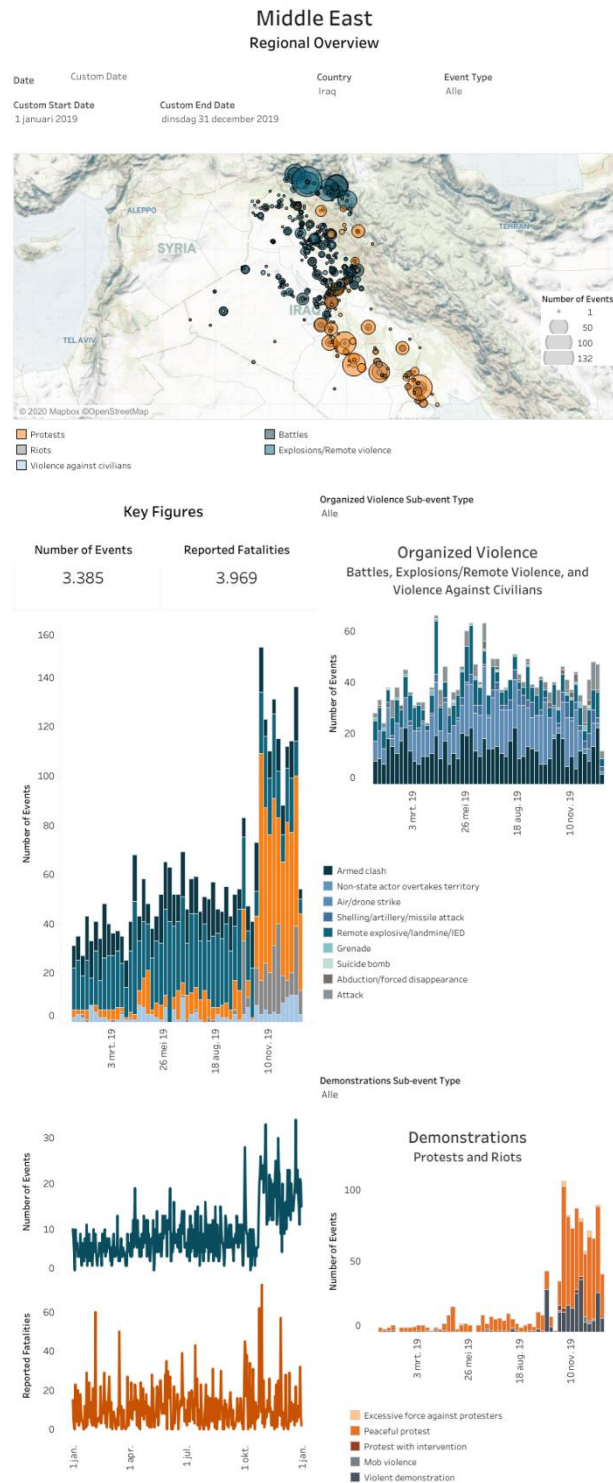 Middle East
Regional Overview
Date Custom Date Country Event Type
Iraq Alle
Custom Start Date Custom End Date
1 januari 2019 dinsdag 31 december 2019
ALEPPO
SYRIA
TEHRAN
IRAQ
TEL AVIV
Number of Events
1
50
100
132
© 2020 Mapbox ©OpenStreetMap
Protests Battles
Riots Explosions/Remote violence
Violence against civilians
Key Figures
Number of Events Reported Fatalities
3.385 3.969
Number of Events
160
140
120
100
80
60
40
20
0
3 mrt. 19
26 mei 19
18 aug. 19
10 nov. 19
Organized Violence Sub-event Type
Alle
Organized Violence
Battles, Explosions/Remote Violence, and
Violence Against Civilians
Number of Events
60
40
20
0
3 mrt. 19
26 mei 19
18 aug. 19
10 nov. 19
Armed clash
Non-state actor overtakes territory
Air/drone strike
Shelling/artillery/missile attack
Remote explosive/landmine/IED
Grenade
Suicide bomb
Abduction/forced disappearance
Attack
Number of Events
30
20
10
0
Reported Fatalities
60
40
20
0
1 jan.
1 apr.
1 jul.
1 okt.
1 jan.
Demonstrations Sub-event Type
Alle
Demonstrations
Protests and Riots
Number of Events
100
50
0
3 mrt. 19
26 mei 19
18 aug. 19
10 nov. 19
Excessive force against protesters
Peaceful protest
Protest with intervention
Mob violence
Violent demonstration